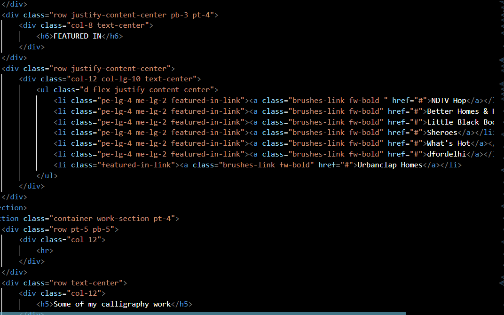 </div>
<div class="row justify-content-center pb-3 pt-4">
<div class="col-8 text-center">
<h6>FEATURED IN</h6>
</div>
</div>
<div class="row justify-content-center">
<div class="col-12 col-lg-10 text-center">
<ul class="d-flex justify-content-center">
<li class="pe-lg-4 me-lg-2 featured-in-link"><a class="brushes-link fw-bold " href="#">NDTV Hop</a></l
<li class="pe-lg-4 me-lg-2 featured-in-link"><a class="brushes-link fw-bold" href="#">Better Homes &
<li class="pe-lg-4 me-lg-2 featured-in-link"><a class="brushes-link fw-bold" href="#">Little Black Boo
<li class="pe-lg-4 me-lg-2 featured-in-link"><a class="brushes-link fw-bold" href="#">Sheroes</a></li
<li class="pe-lg-4 me-lg-2 featured-in-link"><a class="brushes-link fw-bold" href="#">What's Hot</a></
<li class="pe-lg-4 me-lg-2 featured-in-link"><a class="brushes-link fw-bold" href="#">dfordelhi</a></
<li class="featured-in-link"><a class="brushes-link fw-bold" href="#">Urbanclap Homes</a></li>
</ul>
</div>
</div>
ction>
ction class="container work-section pt-4">
<div class="row pt-5 pb-5">
<div class="col-12">
<hr>
</div>
</div>
<div class="row text-center">
<div class="col-12">
<h5>Some of my calligraphy work</h5>
</div>